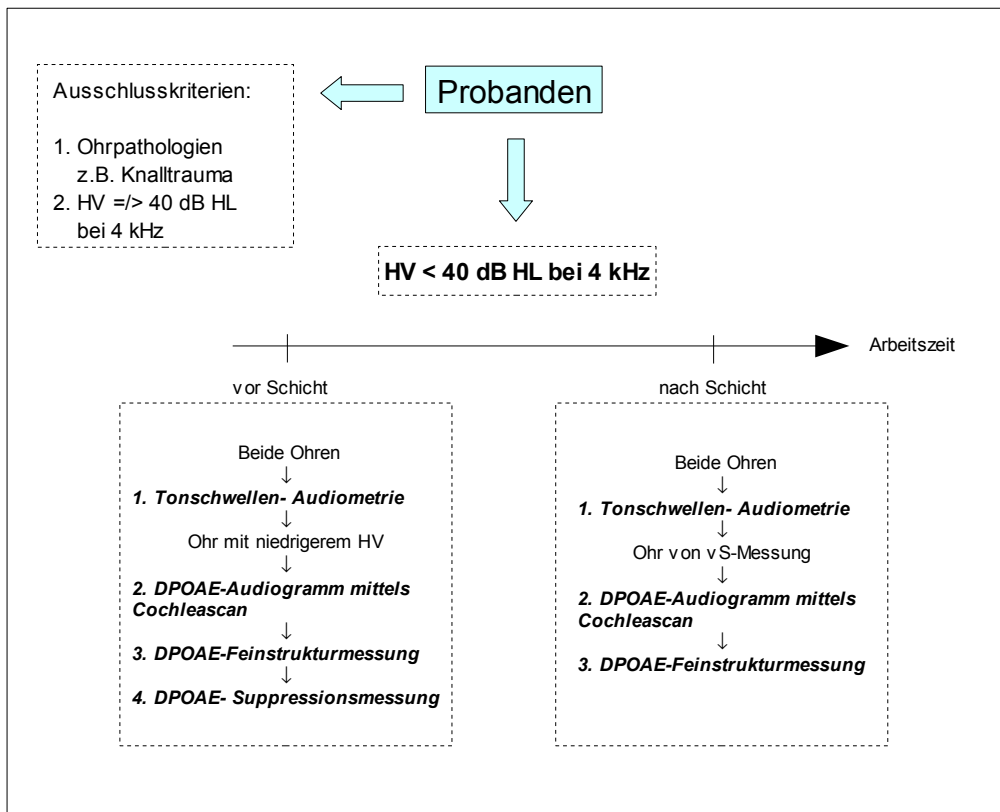 Probanden
Ausschlusskriterien:
1. Ohrpathologien
z.B. Knalltrauma
2. HV =/> 40 dB HL
bei 4 kHz
HV < 40 dB HL bei 4 kHz
Arbeitszeit
vor Schicht
Beide Ohren
↓
1. Tonschwellen- Audiometrie
↓
Ohr mit niedrigerem HV
↓
2. DPOAE-Audiogramm mittels
Cochleascan
↓
3. DPOAE-Feinstrukturmessung
↓
4. DPOAE- Suppressionsmessung
nach Schicht
Beide Ohren
↓
1. Tonschwellen- Audiometrie
↓
Ohr von vS-Messung
↓
2. DPOAE-Audiogramm mittels
Cochleascan
↓
3. DPOAE-Feinstrukturmessung